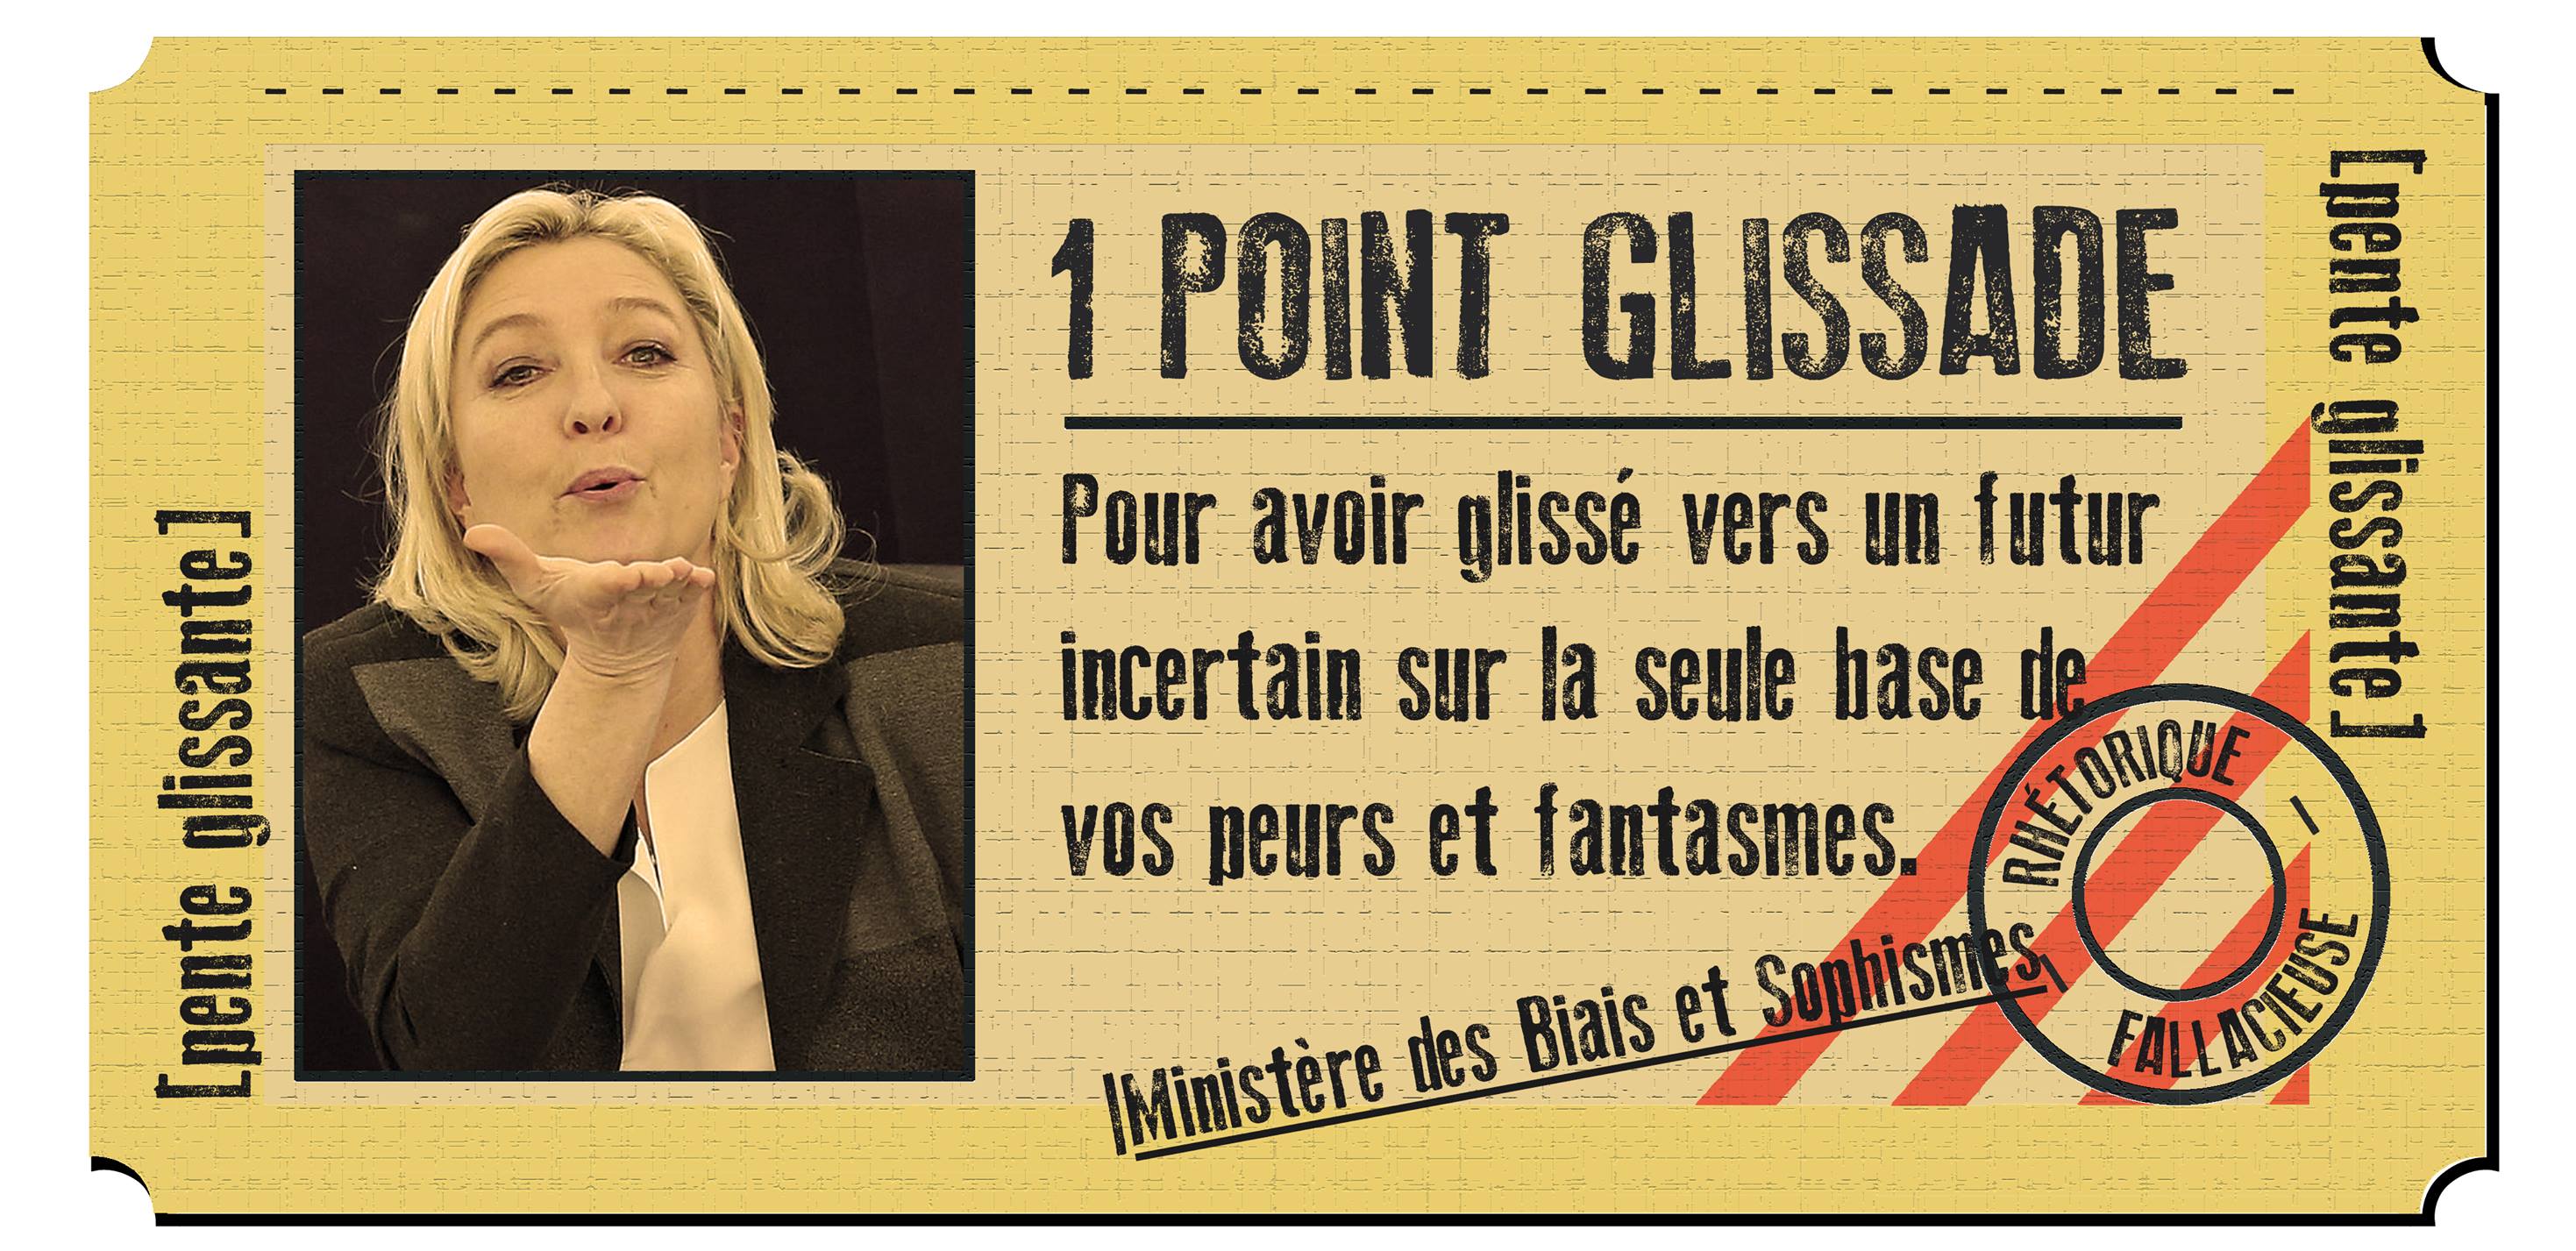 [pente glissante]
1 POINT GLISSADE
Pour avoir glissé vers un futur
incertain sur la seule base de
vos peurs et fantasmes.
|Ministère des Biais et Sophismes|
RHÉTORIQUE
FALLACIEUSE
[pente glissante]